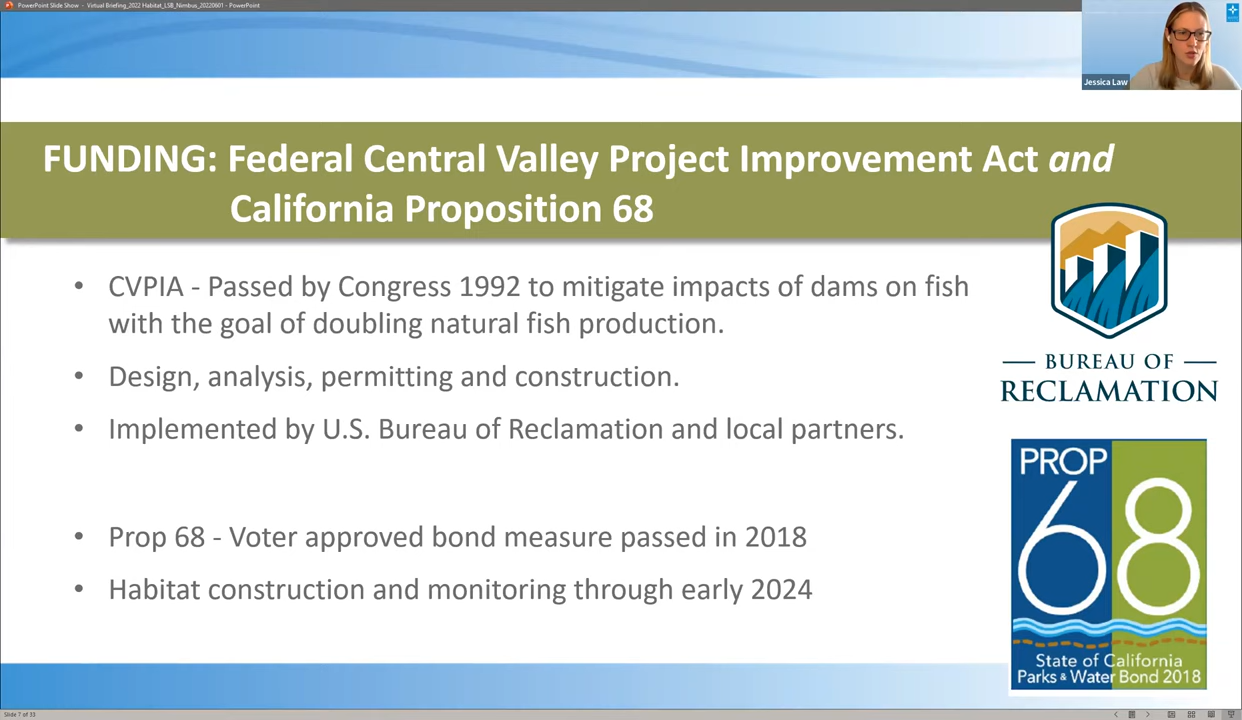 PowerPoint Slide Show - Virtual Briefing_2022 Habitat_LSB_Nimbus_20220601 - PowerPoint
Jessica Law
FUNDING: Federal Central Valley Project Improvement Act and
California Proposition 68
• CVPIA - Passed by Congress 1992 to mitigate impacts of dams on fish
with the goal of doubling natural fish production.
• Design, analysis, permitting and construction.
• Implemented by U.S. Bureau of Reclamation and local partners.
• Prop 68 - Voter approved bond measure passed in 2018
• Habitat construction and monitoring through early 2024
BUREAU OF
RECLAMATION
PROP
68
State of California
Parks & Water Bond 2018
Slide 7 of 33